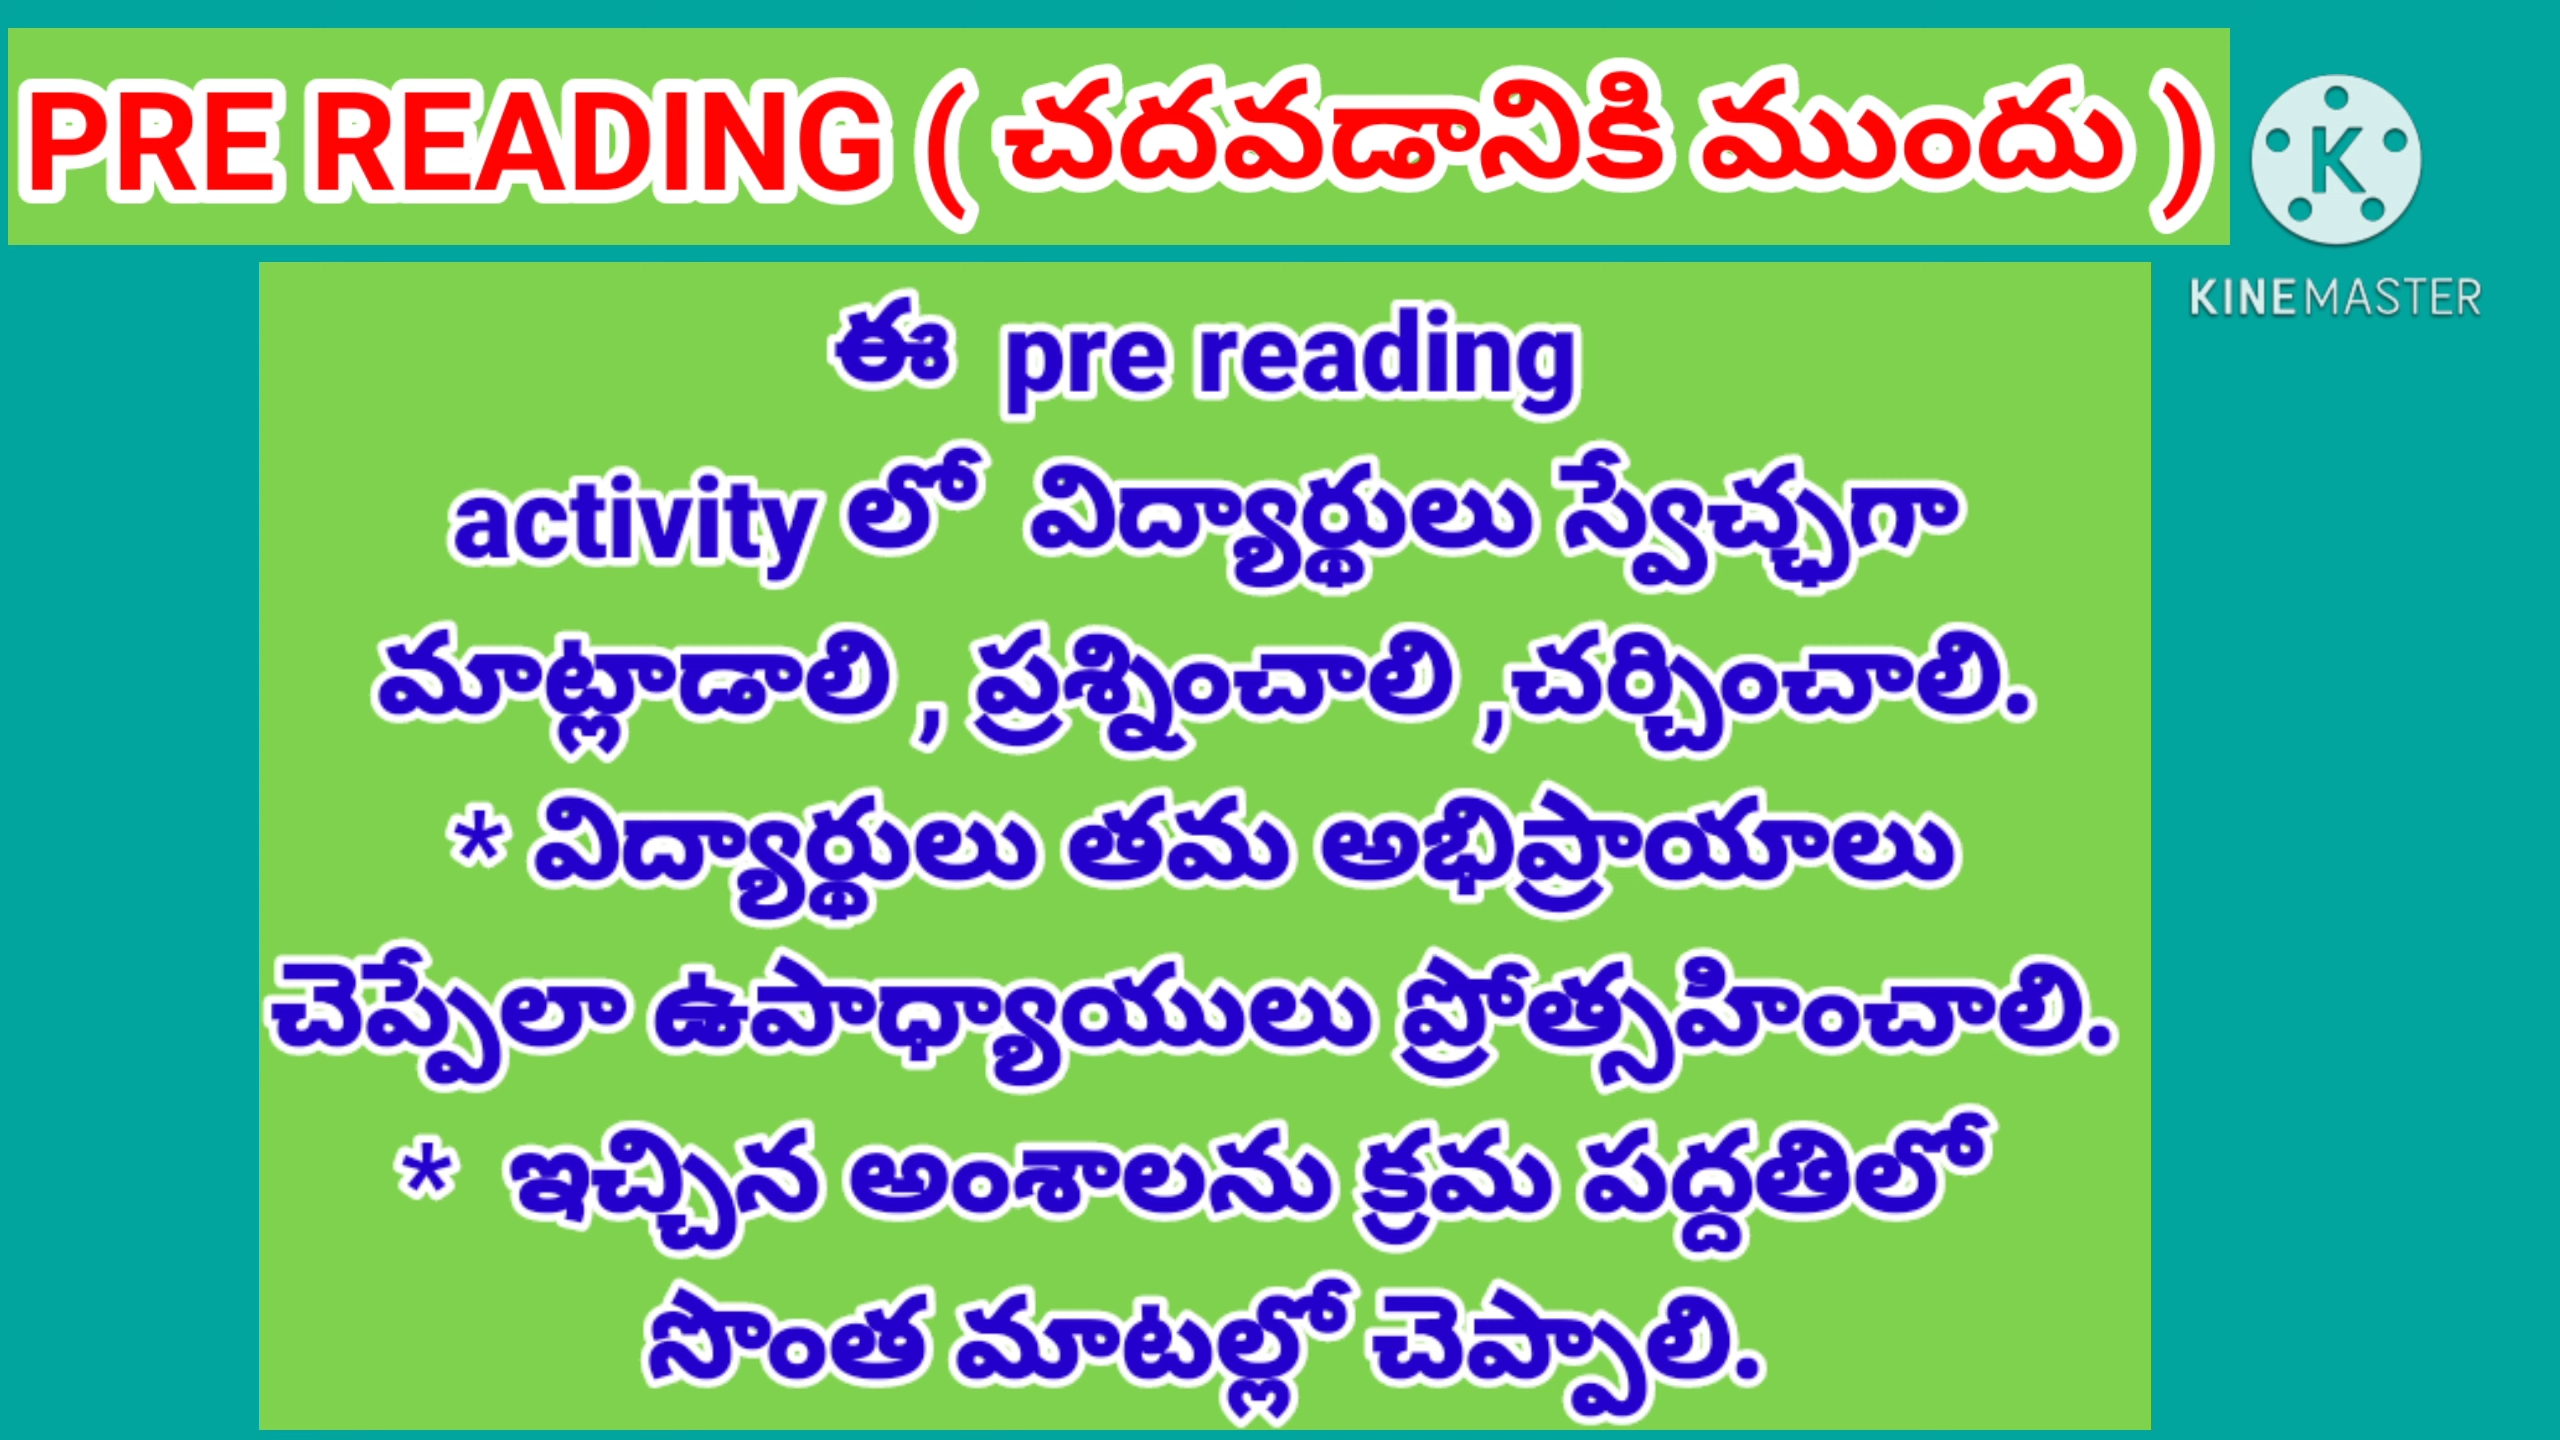 PRE READING ( చదవడానికి ముందు )
KINEMASTER
ఈ pre reading
activity లో విద్యార్థులు స్వేచ్ఛగా
మాట్లాడాలి , ప్రశ్నించాలి ,చర్చించాలి.
* విద్యార్థులు తమ అభిప్రాయాలు
చెప్పేలా ఉపాధ్యాయులు ప్రోత్సహించాలి.
* ఇచ్చిన అంశాలను క్రమ పద్దతిలో
సొంత మాటల్లో చెప్పాలి.